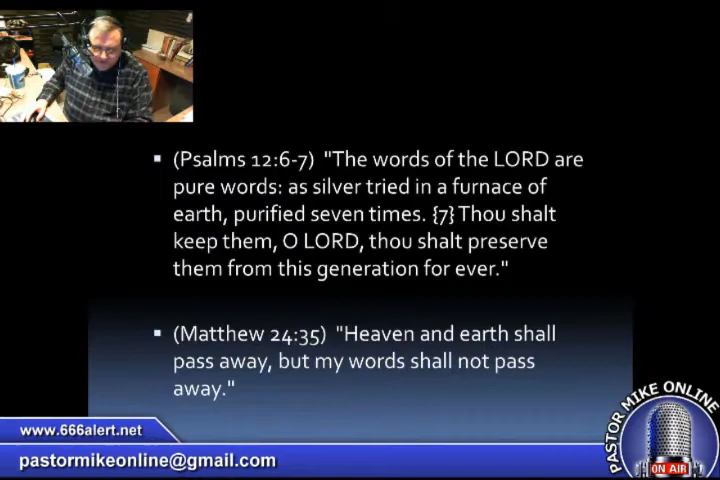 (Psalms 12:6-7) "The words of the LORD are
pure words: as silver tried in a furnace of
earth, purified seven times. {7} Thou shalt
keep them, O LORD, thou shalt preserve
them from this generation for ever."
(Matthew 24:35) "Heaven and earth shall
pass away, but my words shall not pass
away."
www.666alert.net
pastormikeonline@gmail.com
PASTOR MIKE ONLINE
ON AIR